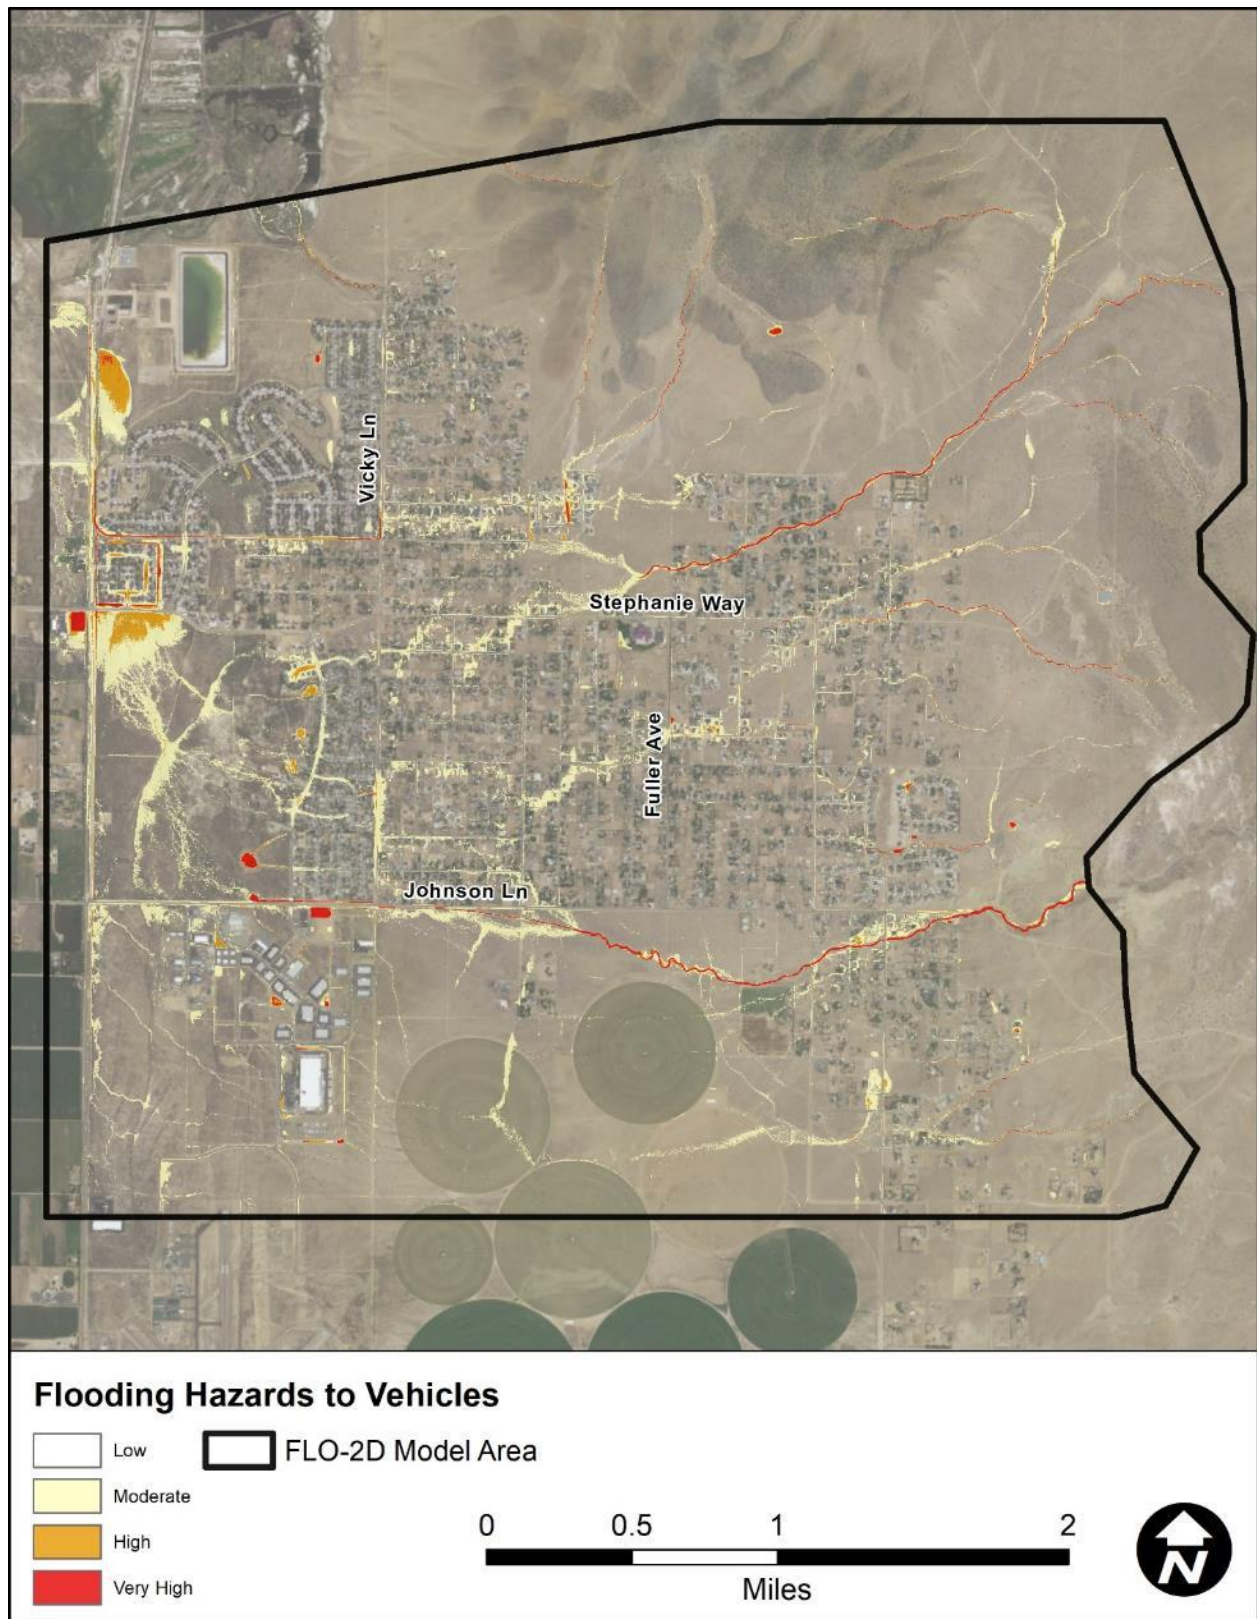 Vicky Ln
Stephanie Way
Fuller Ave
Johnson Ln
Flooding Hazards to Vehicles
Low
FLO-2D Model Area
Moderate
High
Very High
0 0.5 1 2
Miles
N